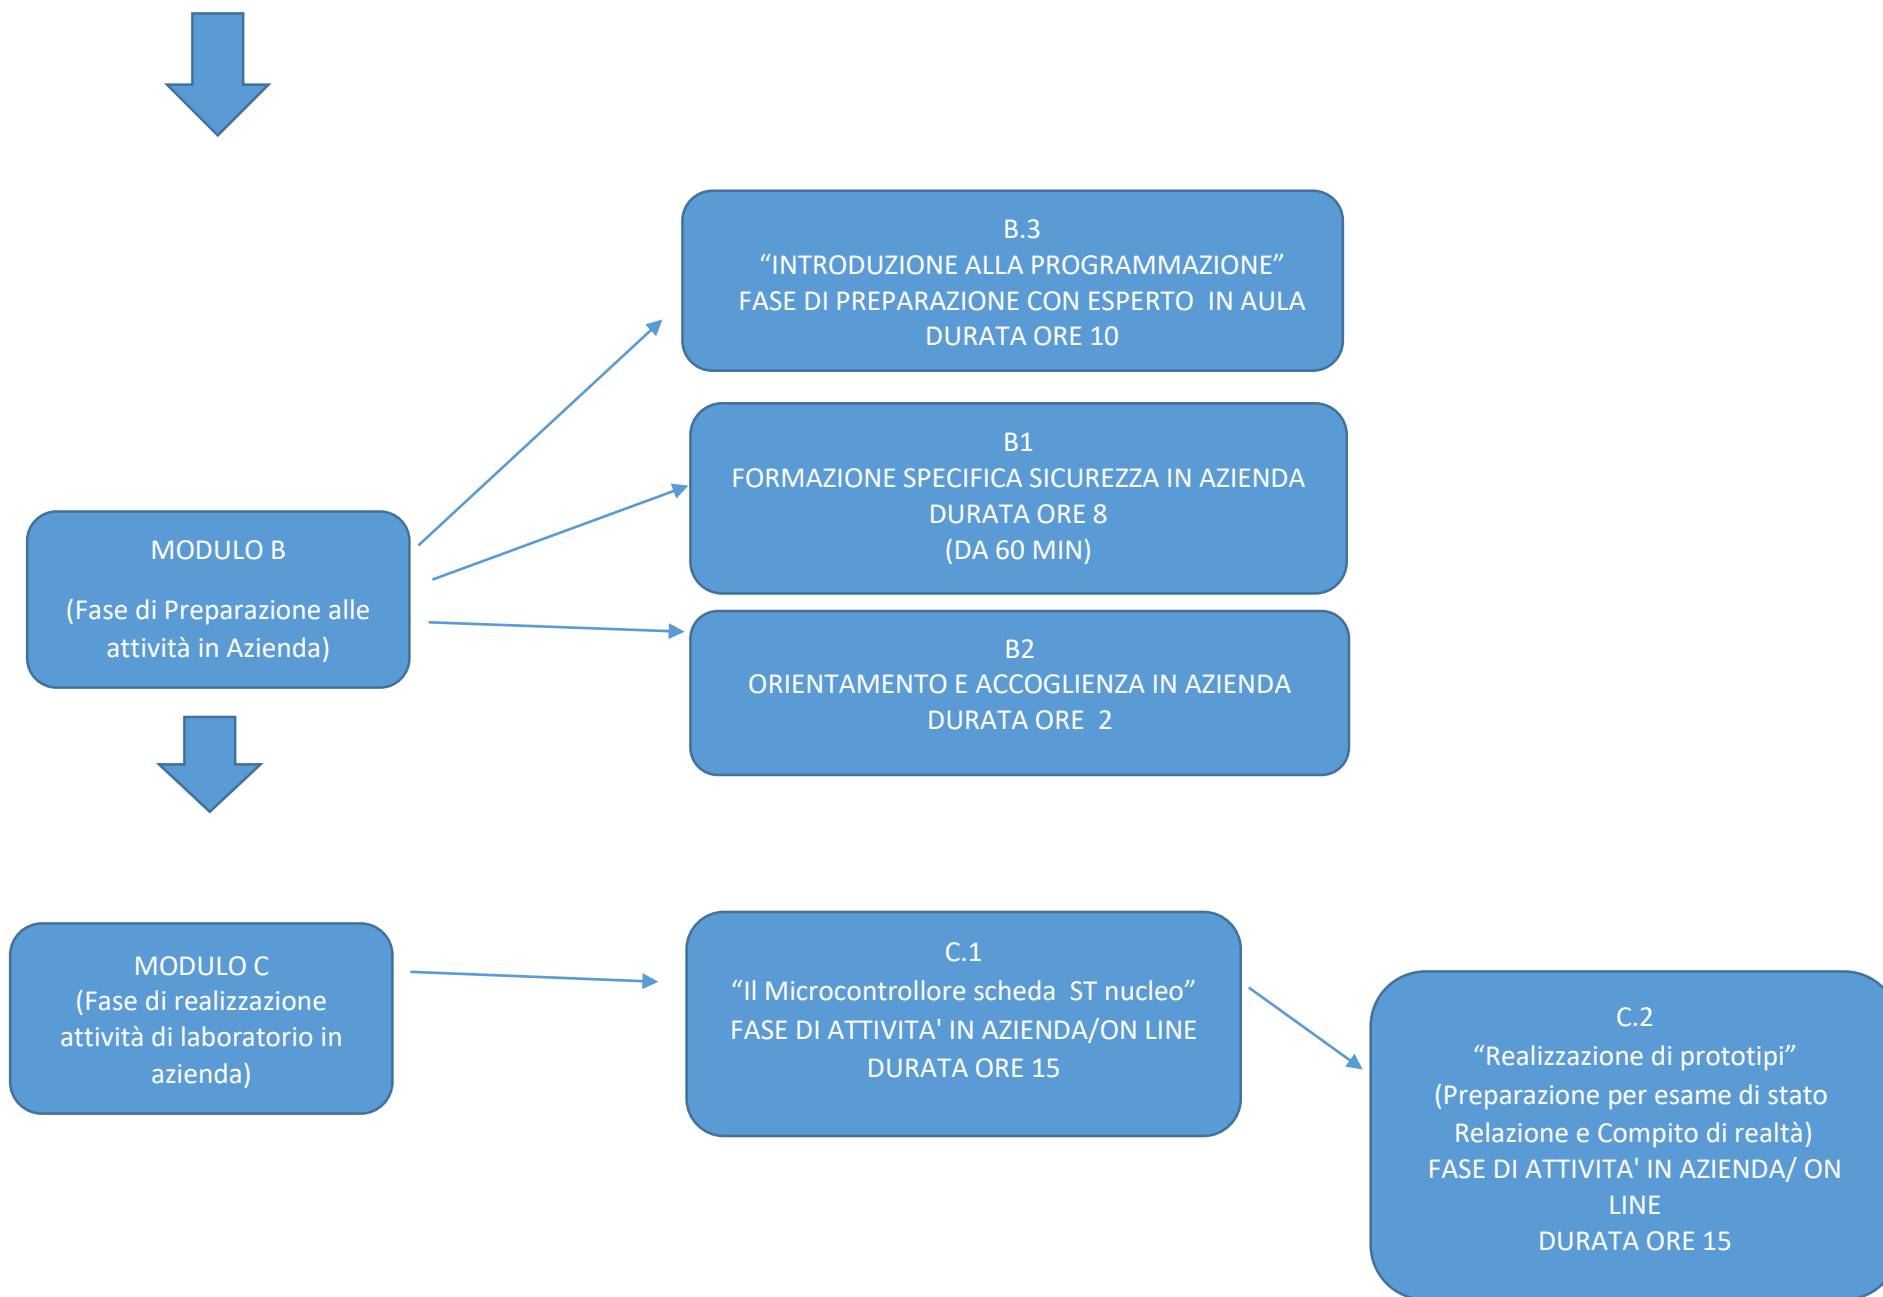 B.3
“INTRODUZIONE ALLA PROGRAMMAZIONE”
FASE DI PREPARAZIONE CON ESPERTO  IN AULA
DURATA ORE 10
B1
FORMAZIONE SPECIFICA SICUREZZA IN AZIENDA
DURATA ORE 8
(DA 60 MIN)
MODULO B
(Fase di Preparazione alle
attività in Azienda)
B2
ORIENTAMENTO E ACCOGLIENZA IN AZIENDA
DURATA ORE  2
MODULO C
(Fase di realizzazione
attività di laboratorio in
azienda)
C.1
“Il Microcontrollore scheda  ST nucleo”
FASE DI ATTIVITA' IN AZIENDA/ON LINE
DURATA ORE 15
C.2
“Realizzazione di prototipi”
(Preparazione per esame di stato
Relazione e Compito di realtà)
FASE DI ATTIVITA' IN AZIENDA/ ON
LINE
DURATA ORE 15